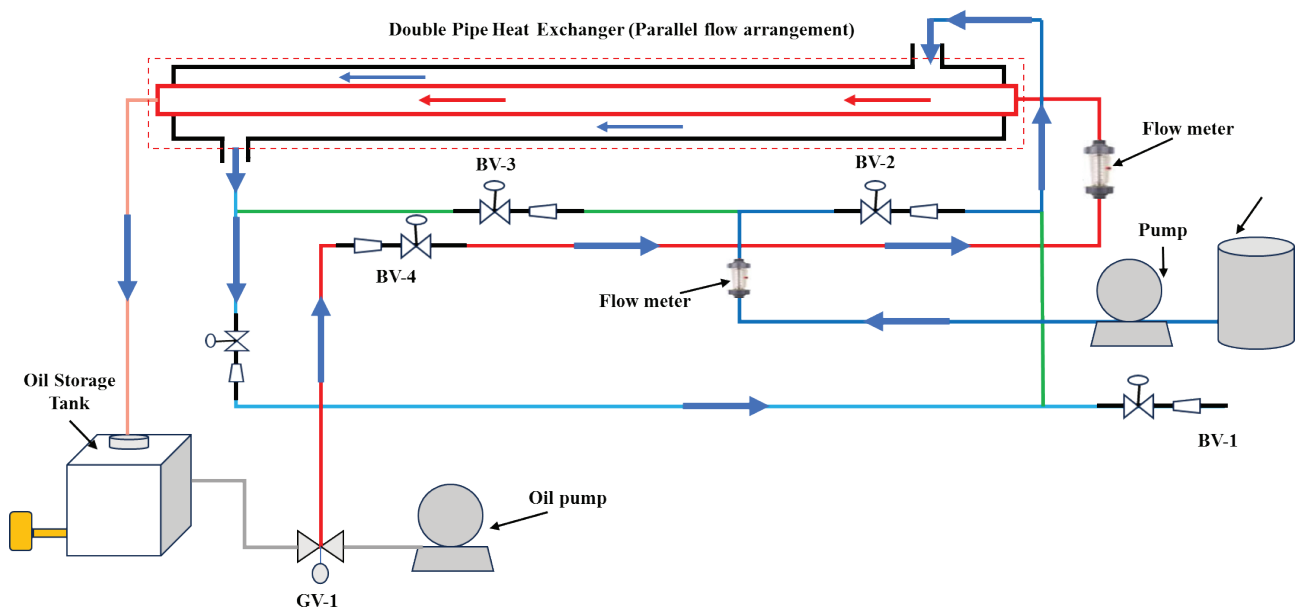 Double Pipe Heat Exchanger (Parallel flow arrangement)
Flow meter
BV-3
BV-2
Pump
BV-4
Flow meter
Oil Storage
Tank
BV-1
Oil pump
GV-1